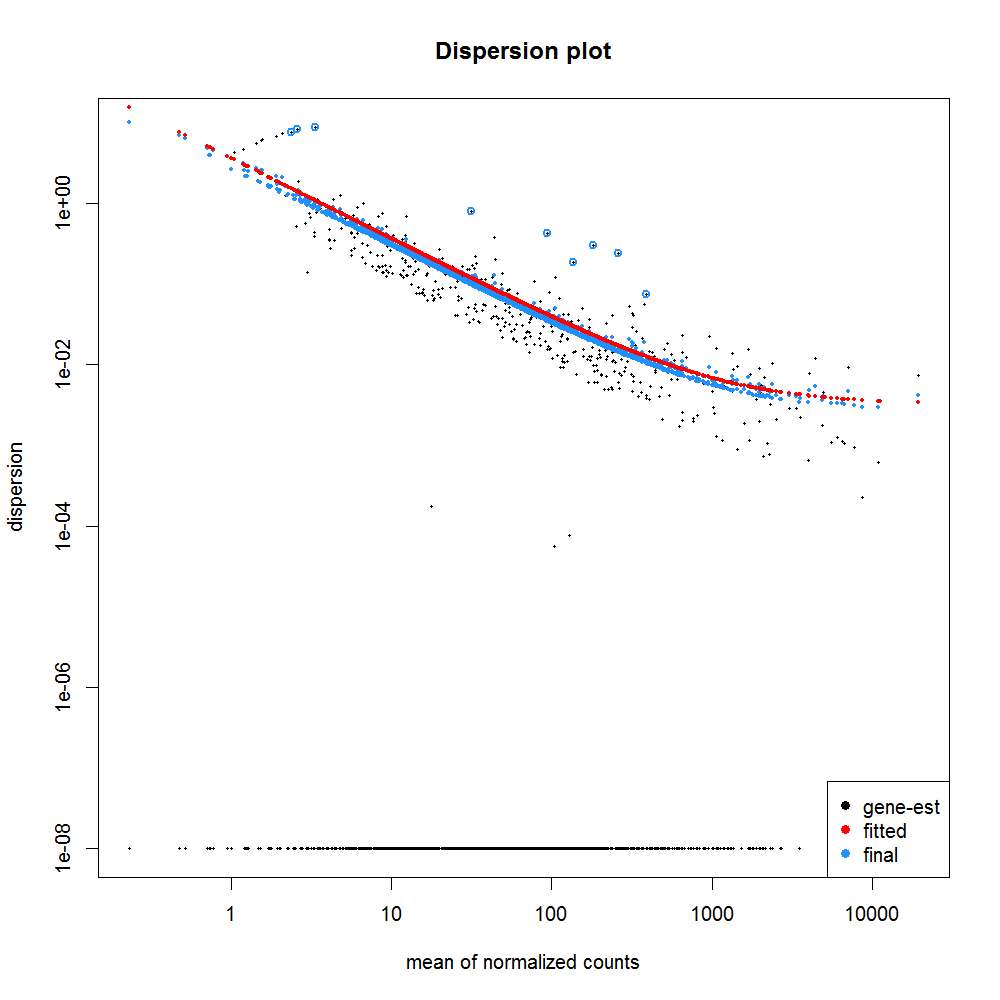 Dispersion plot
dispersion
1e+00
1e-02
1e-04
1e-06
1e-08
gene-est
fitted
final
1 10 100 1000 10000
mean of normalized counts